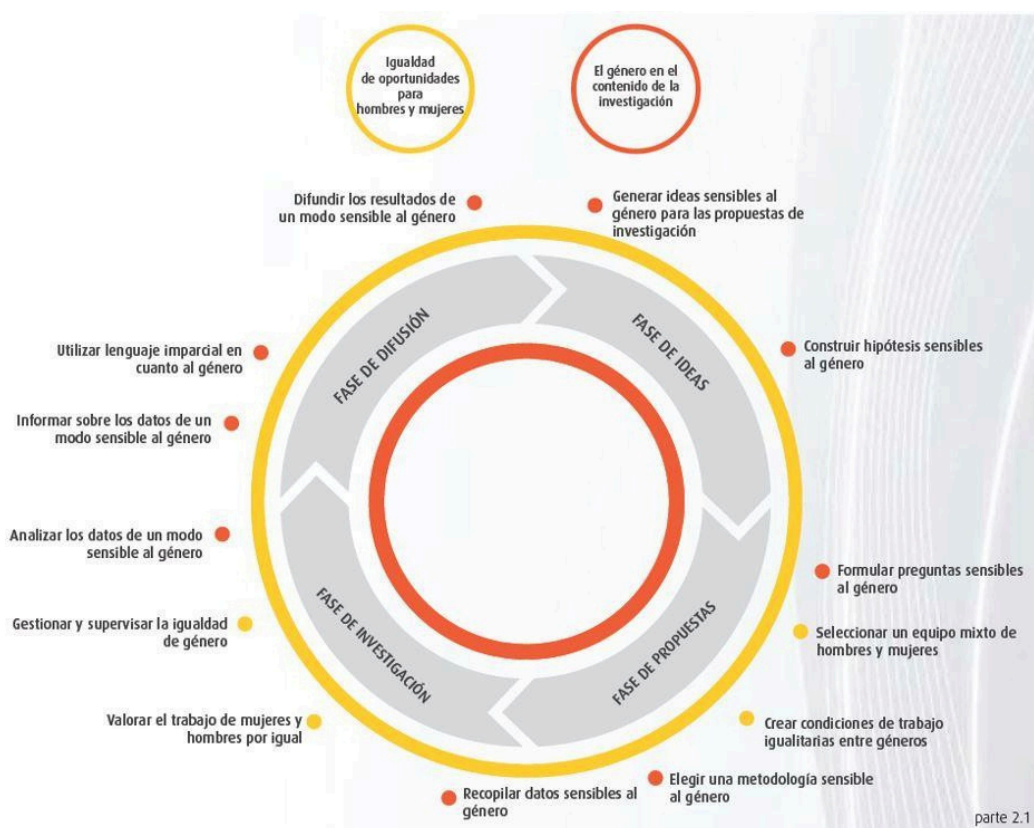 Igualdad
de oportunidades
para
hombres y mujeres
El género en el
contenido de la
investigación
Difundir los resultados de
un modo sensible al género
Generar ideas sensibles al
género para las propuestas de
investigación
Utilizar lenguaje imparcial en
cuanto al género
Informar sobre los datos de un
modo sensible al género
Analizar los datos de un modo
sensible al género
Gestionar y supervisar la igualdad
de género
Valorar el trabajo de mujeres y
hombres por igual
Recopilar datos sensibles al
género
Elegir una metodología sensible
al género
Crear condiciones de trabajo
igualitarias entre géneros
Seleccionar un equipo mixto de
hombres y mujeres
Formular preguntas sensibles
al género
Construir hipótesis sensibles
al género
FASE DE DIFUSIÓN
FASE DE IDEAS
FASE DE PROPUESTAS
FASE DE INVESTIGACIÓN
parte 2.1